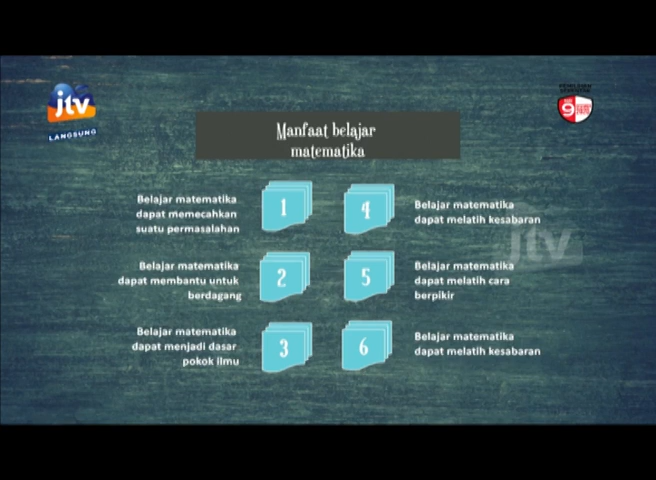 jtv
LANGSUNG
9
Manfaat belajar
matematika
1
Belajar matematika
dapat memecahkan
suatu permasalahan
2
Belajar matematika
dapat membantu untuk
berdagang
3
Belajar matematika
dapat menjadi dasar
pokok ilmu
4
Belajar matematika
dapat melatih kesabaran
5
Belajar matematika
dapat melatih cara
berpikir
6
Belajar matematika
dapat melatih kesabaran
jtv